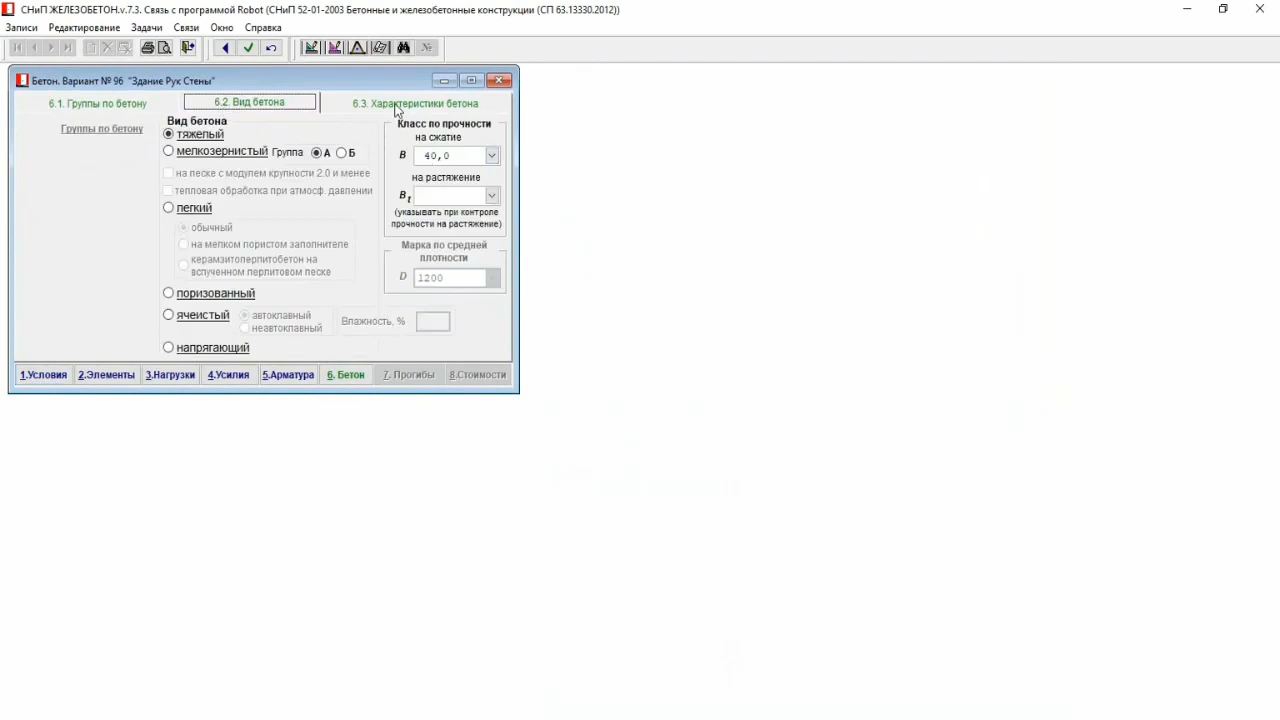 СНиП ЖЕЛЕЗОБЕТОН.v.7.3. Связь с программой Robot (СНиП 52-01-2003 Бетонные и железобетонные конструкции (СП 63.13330.2012))
Записи Редактирование Задачи Связи Окно Справка
№
Бетон. Вариант № 96 "Здание Рук Стены"
6.1. Группы по бетону 6.2. Вид бетона 6.3. Характеристики бетона
Группы по бетону
Вид бетона
тяжелый
мелкозернистый Группа А Б
на песке с модулем крупности 2.0 и менее
тепловая обработка при атмосф. давлении
легкий
обычный
на мелком пористом заполнителе
керамзитоперлитобетон на
вспученном перлитовом песке
поризованный
ячеистый автоклавный
неавтоклавный
Влажность, %
напрягающий
Класс по прочности
на сжатие
B 40,0
на растяжение
Bt
(указывать при контроле
прочности на растяжение)
Марка по средней
плотности
D 1200
1.Условия 2.Элементы 3.Нагрузки 4.Усилия 5.Арматура 6. Бетон 7. Прогибы 8.Стоимости